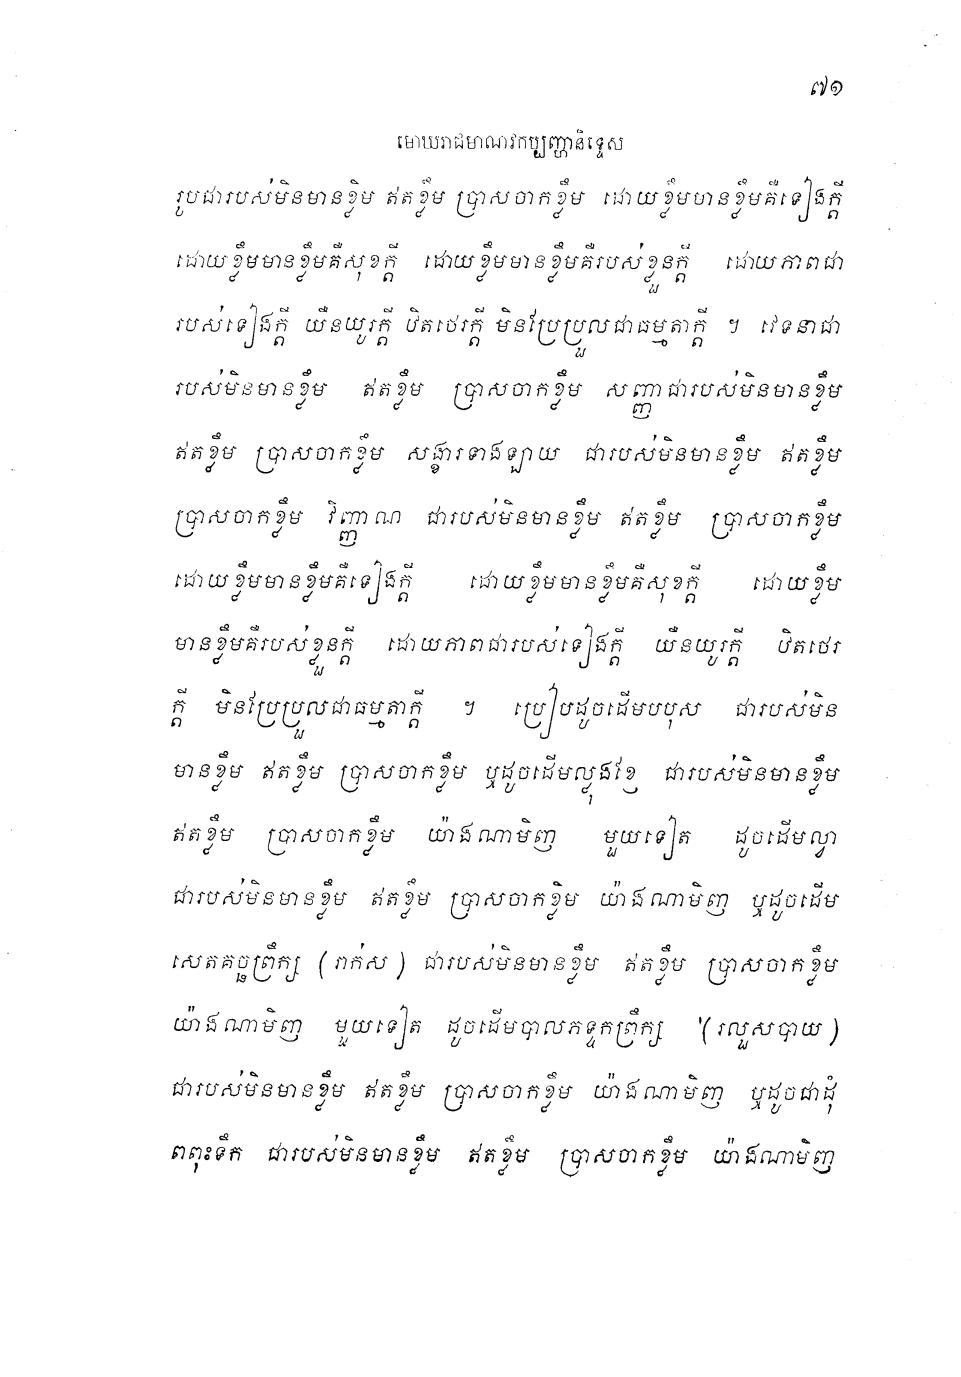 ៧១
មោឃរាជមាណវកប្បញ្ហានិទ្ទេស
រូបជារបស់មិនមានខ្លឹម ឥតខ្លឹម ប្រាសចាកខ្លឹម ដោយខ្លឹមមានខ្លឹមគឺទៀងក្តី
ដោយខ្លឹមមានខ្លឹមគឺសុខក្តី ដោយខ្លឹមមានខ្លឹមគឺរបស់ខ្លួនក្តី ដោយភាពជា
របស់ទៀងក្តី យឺនយូរក្តី ឋិតថេរក្តី មិនប្រែប្រួលជាធម្មតាក្តី ។ វេទនាជា
របស់មិនមានខ្លឹម ឥតខ្លឹម ប្រាសចាកខ្លឹម សញ្ញាជារបស់មិនមានខ្លឹម
ឥតខ្លឹម ប្រាសចាកខ្លឹម សង្ខារទាងឡាយ ជារបស់មិនមានខ្លឹម ឥតខ្លឹម
ប្រាសចាកខ្លឹម វិញ្ញាណ ជារបស់មិនមានខ្លឹម ឥតខ្លឹម ប្រាសចាកខ្លឹម
ដោយខ្លឹមមានខ្លឹមគឺទៀងក្តី ដោយខ្លឹមមានខ្លឹមគឺសុខក្តី ដោយខ្លឹម
មានខ្លឹមគឺរបស់ខ្លួនក្តី ដោយភាពជារបស់ទៀងក្តី យឺនយូរក្តី ឋិតថេរ
ក្តី មិនប្រែប្រួលជាធម្មតាក្តី ។ ប្រៀបដូចដើមបបុស ជារបស់មិន
មានខ្លឹម ឥតខ្លឹម ប្រាសចាកខ្លឹម ឬដូចដើមល្ហុងខ្វែ ជារបស់មិនមានខ្លឹម
ឥតខ្លឹម ប្រាសចាកខ្លឹម យ៉ាងណាមិញ មួយទៀត ដូចដើមល្វា
ជារបស់មិនមានខ្លឹម ឥតខ្លឹម ប្រាសចាកខ្លឹម យ៉ាងណាមិញ ឬដូចដើម
សេតគច្ឆព្រឹក្ស (រាក់ស) ជារបស់មិនមានខ្លឹម ឥតខ្លឹម ប្រាសចាកខ្លឹម
យ៉ាងណាមិញ មួយទៀត ដូចដើមបាលភទ្ទកព្រឹក្ស (រលួសបាយ)
ជារបស់មិនមានខ្លឹម ឥតខ្លឹម ប្រាសចាកខ្លឹម យ៉ាងណាមិញ ឬដូចជាដុំ
ពពុះទឹក ជារបស់មិនមានខ្លឹម ឥតខ្លឹម ប្រាសចាកខ្លឹម យ៉ាងណាមិញ